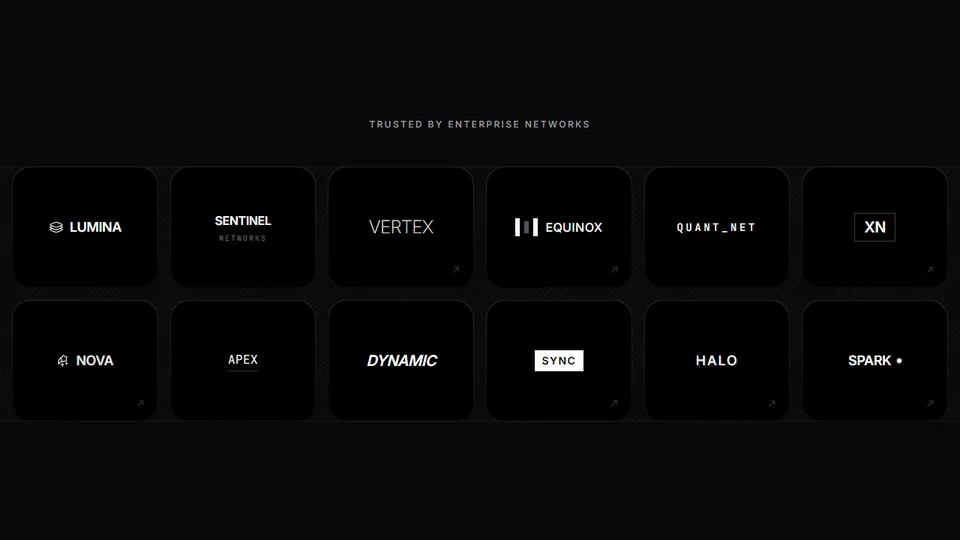 TRUSTED BY ENTERPRISE NETWORKS
LUMINA
SENTINEL
NETWORKS
VERTEX
EQUINOX
QUANT_NET
XN
NOVA
APEX
DYNAMIC
SYNC
HALO
SPARK